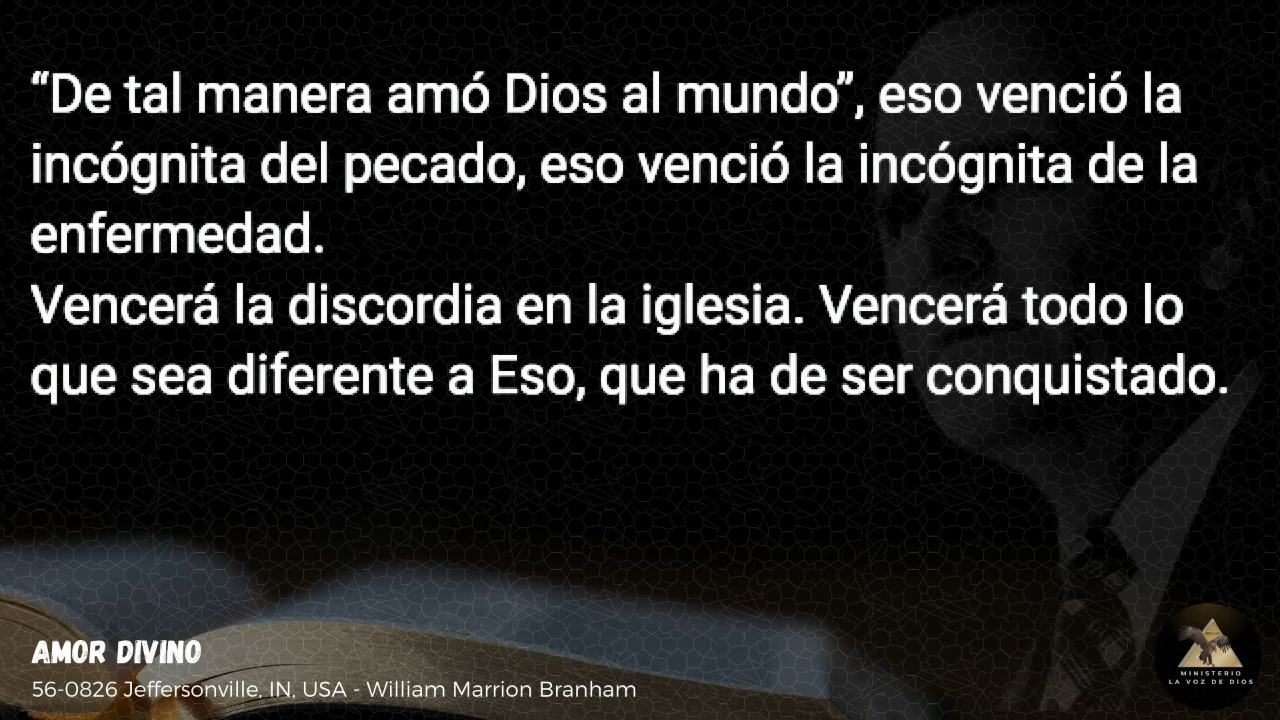 “De tal manera amó Dios al mundo”, eso venció la
incógnita del pecado, eso venció la incógnita de la
enfermedad.
Vencerá la discordia en la iglesia. Vencerá todo lo
que sea diferente a Eso, que ha de ser conquistado.
AMOR DIVINO
56-0826 Jeffersonville, IN, USA - William Marrion Branham
MINISTERIO
LA VOZ DE DIOS